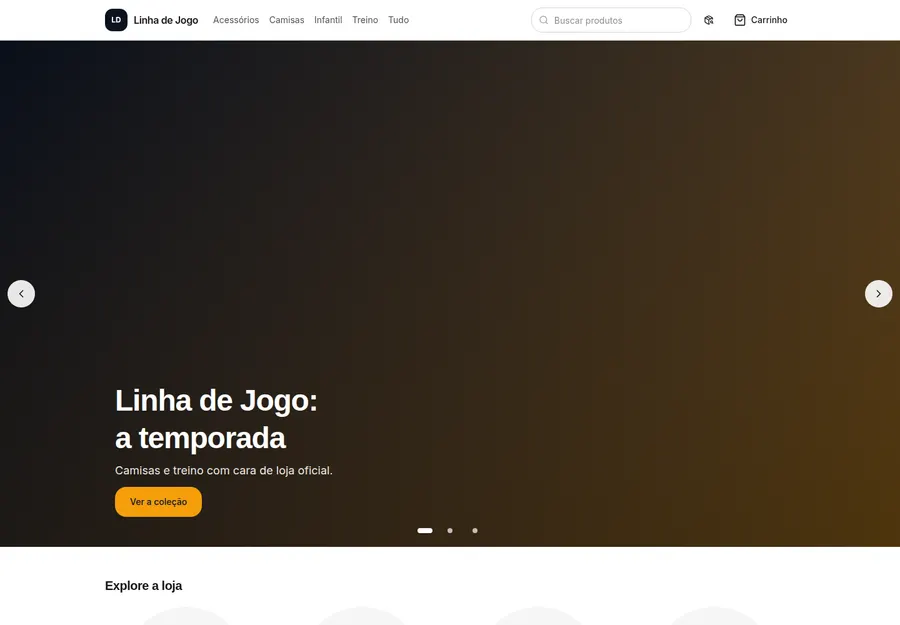 LD
Linha de Jogo
Acessórios
Camisas
Infantil
Treino
Tudo
Buscar produtos
Carrinho
Linha de Jogo:
a temporada
Camisas e treino com cara de loja oficial.
Ver a coleção
Explore a loja